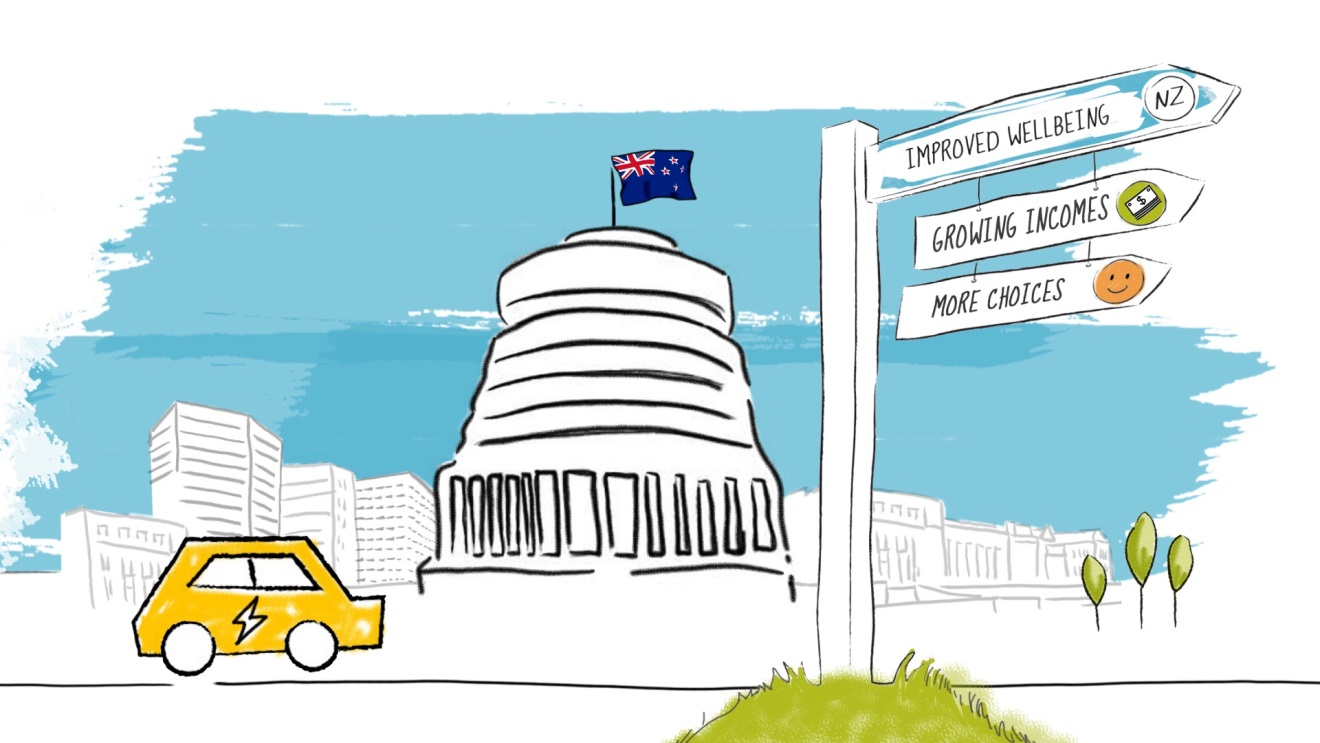 IMPROVED WELLBEING NZ
GROWING INCOMES $
MORE CHOICES